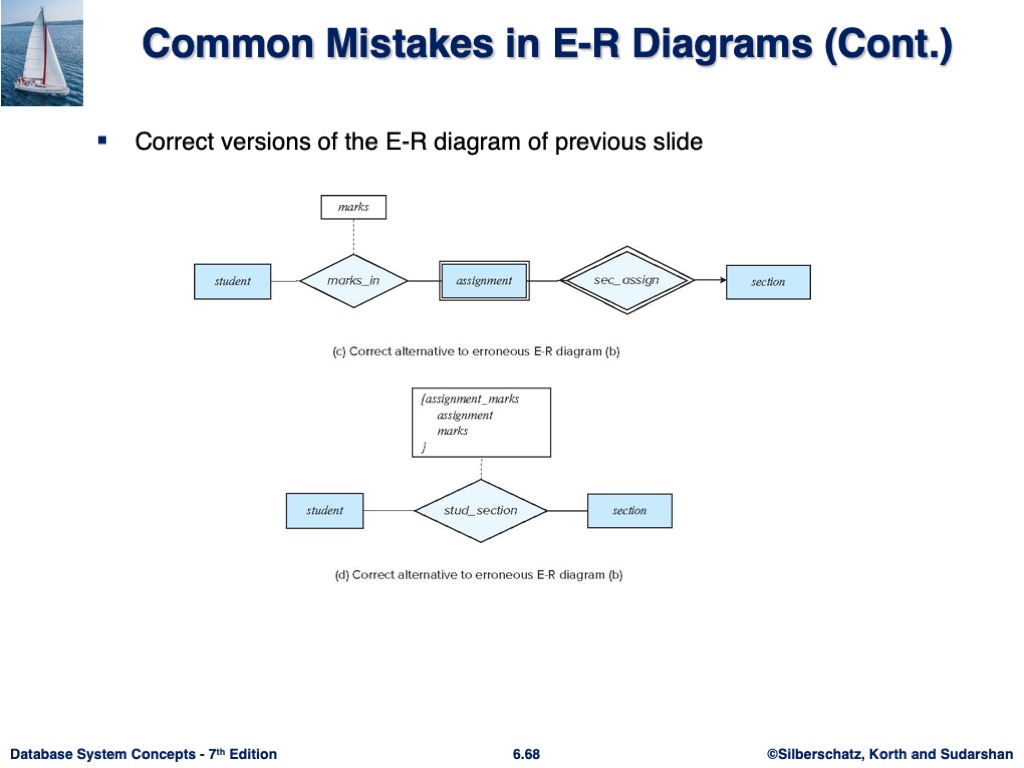 Common Mistakes in E-R Diagrams (Cont.)
Correct versions of the E-R diagram of previous slide
marks
student
marks_in
assignment
sec_assign
section
(c) Correct alternative to erroneous E-R diagram (b)
{assignment_marks
assignment
marks
}
student
stud_section
section
(d) Correct alternative to erroneous E-R diagram (b)
Database System Concepts - 7th Edition
6.68
©Silberschatz, Korth and Sudarshan